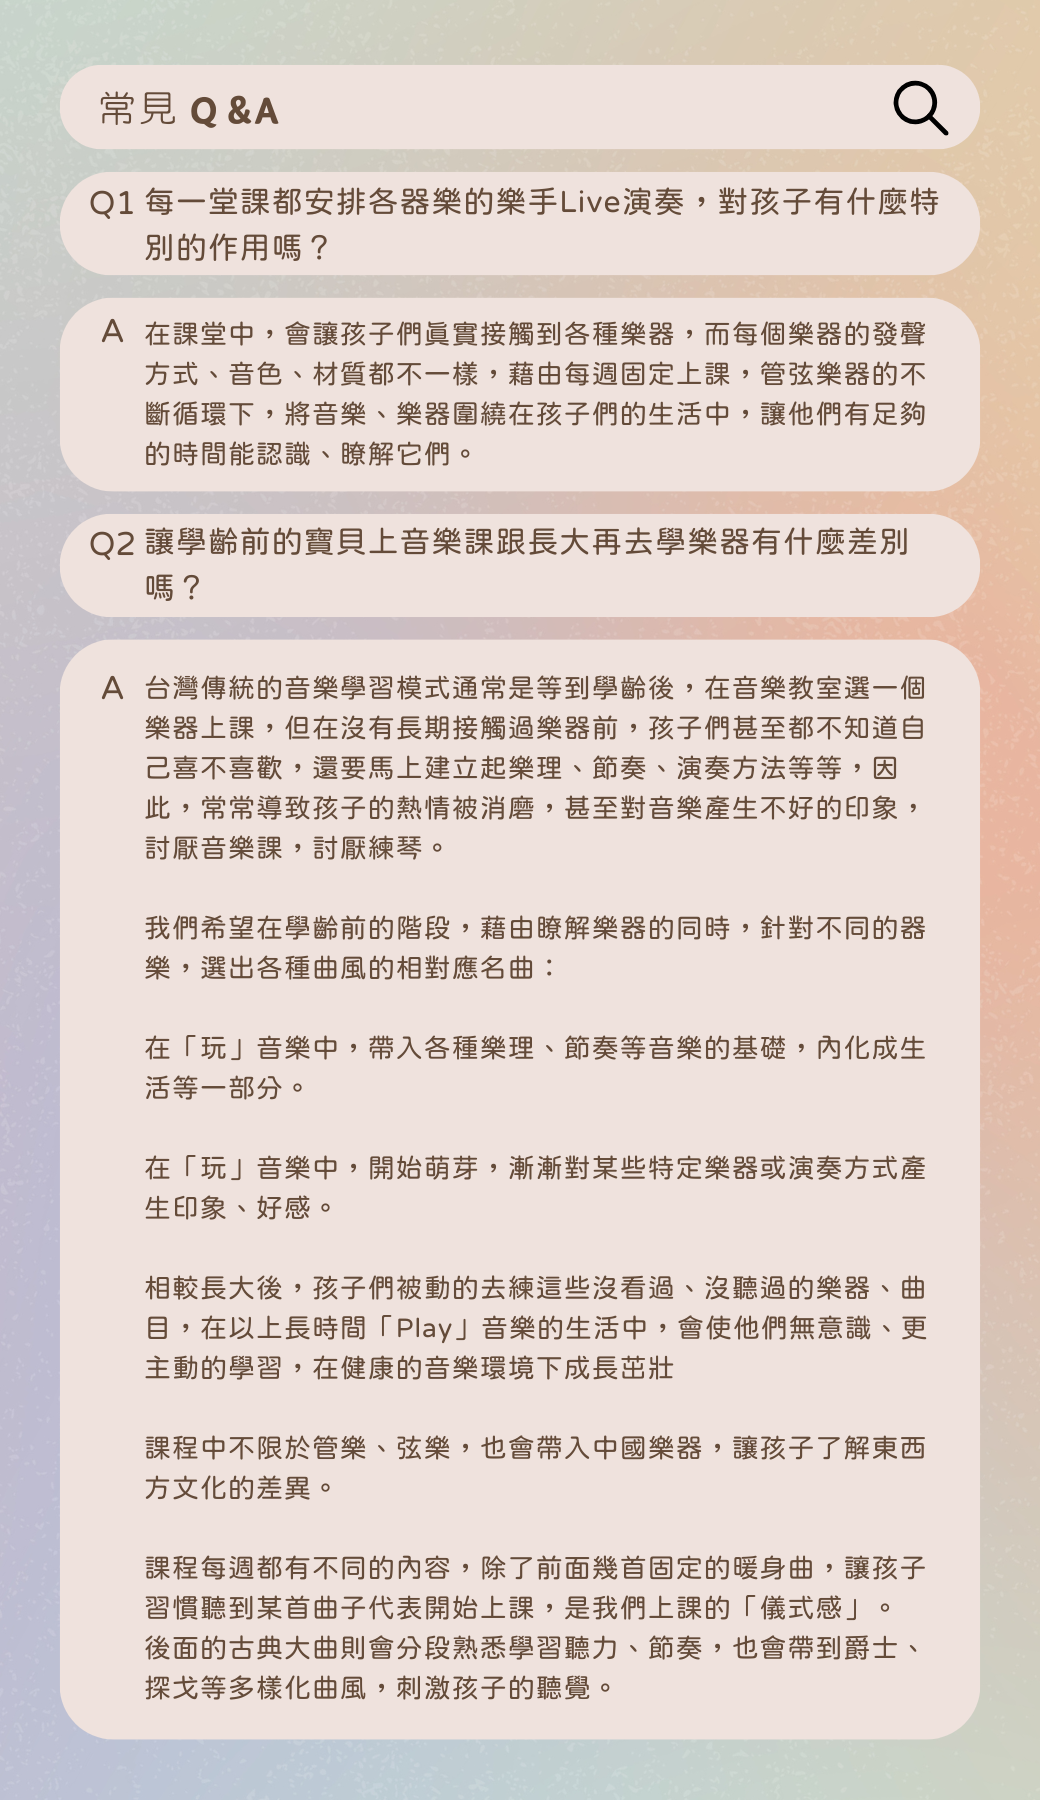 常見 Q & A
Q1 每一堂課都安排各器樂的樂手Live演奏，對孩子有什麼特
別的作用嗎？
A 在課堂中，會讓孩子們真實接觸到各種樂器，而每個樂器的發聲
方式、音色、材質都不一樣，藉由每週固定上課，管弦樂器的不
斷循環下，將音樂、樂器圍繞在孩子們的生活中，讓他們有足夠
的時間能認識、瞭解它們。
Q2 讓學齡前的寶貝上音樂課跟長大再去學樂器有什麼差別
嗎？
A 台灣傳統的音樂學習模式通常是等到學齡後，在音樂教室選一個
樂器上課，但在沒有長期接觸過樂器前，孩子們甚至都不知道自
己喜不喜歡，還要馬上建立起樂理、節奏、演奏方法等等，因
此，常常導致孩子的熱情被消磨，甚至對音樂產生不好的印象，
討厭音樂課，討厭練琴。
我們希望在學齡前的階段，藉由瞭解樂器的同時，針對不同的器
樂，選出各種曲風的相對應名曲：
在「玩」音樂中，帶入各種樂理、節奏等音樂的基礎，內化成生
活等一部分。
在「玩」音樂中，開始萌芽，漸漸對某些特定樂器或演奏方式產
生印象、好感。
相較長大後，孩子們被動的去練這些沒看過、沒聽過的樂器、曲
目，在以上長時間「Play」音樂的生活中，會使他們無意識、更
主動的學習，在健康的音樂環境下成長茁壯
課程中不限於管樂、弦樂，也會帶入中國樂器，讓孩子了解東西
方文化的差異。
課程每週都有不同的內容，除了前面幾首固定的暖身曲，讓孩子
習慣聽到某首曲子代表開始上課，是我們上課的「儀式感」。
後面的古典大曲則會分段熟悉學習聽力、節奏，也會帶到爵士、
探戈等多樣化曲風，刺激孩子的聽覺。